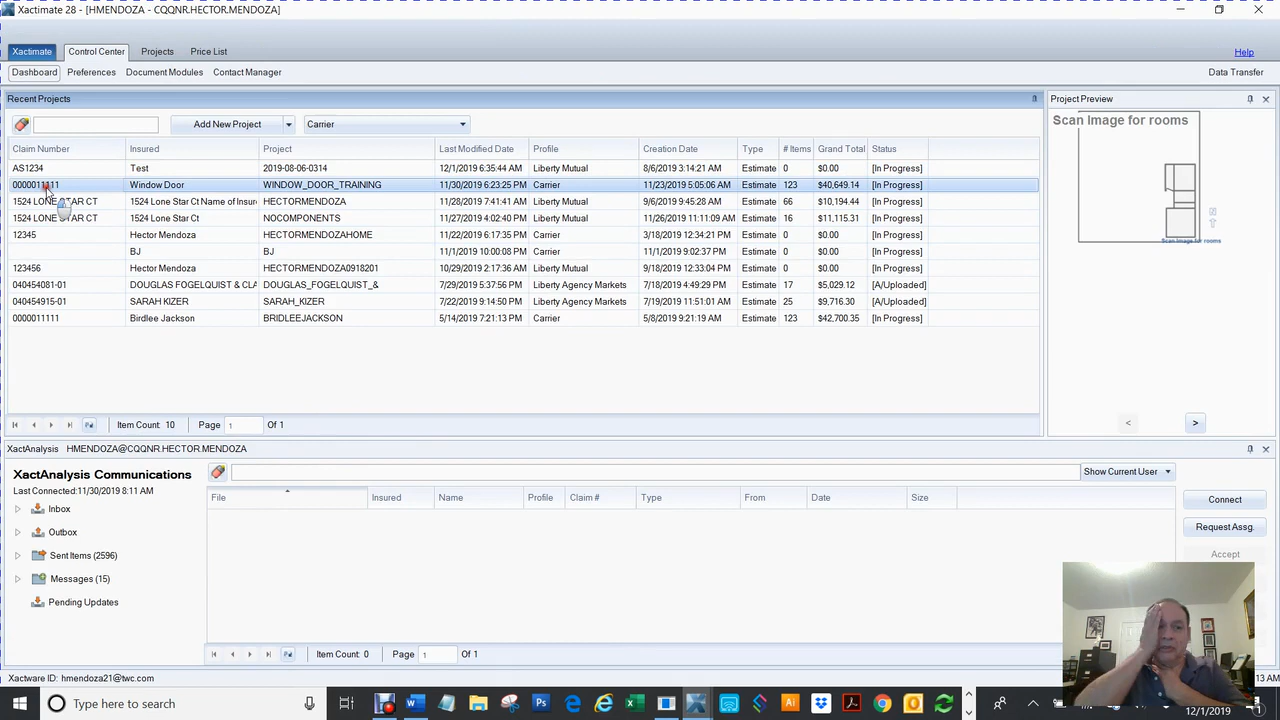 Xactimate 28 - [HMENDOZA - CQQNR.HECTOR.MENDOZA]
Xactimate Control Center Projects Price List Help
Dashboard Preferences Document Modules Contact Manager Data Transfer
Recent Projects Project Preview
Add New Project Carrier
Scan Image for rooms
Claim Number Insured Project Last Modified Date Profile Creation Date Type # Items Grand Total Status
AS1234 Test 2019-08-06-0314 12/1/2019 6:35:44 AM Liberty Mutual 8/6/2019 3:14:21 AM Estimate 0 $0.00 [In Progress]
0000011111 Window Door WINDOW_DOOR_TRAINING 11/30/2019 6:23:25 PM Carrier 11/23/2019 5:05:06 AM Estimate 123 $40,649.14 [In Progress]
1524 LONE STAR CT 1524 Lone Star Ct Name of Insur HECTORMENDOZA 11/28/2019 7:41:41 AM Liberty Mutual 9/6/2019 9:45:28 AM Estimate 66 $10,194.44 [In Progress]
1524 LONE STAR CT 1524 Lone Star Ct NOCOMPONENTS 11/27/2019 4:02:40 PM Carrier 11/26/2019 11:11:09 AM Estimate 16 $11,115.31 [In Progress]
12345 Hector Mendoza HECTORMENDOZAHOME 11/22/2019 6:17:35 PM Carrier 3/18/2019 12:34:21 PM Estimate 0 $0.00 [In Progress]
BJ BJ 11/1/2019 10:00:08 PM Carrier 11/1/2019 9:02:37 PM Estimate 0 $0.00 [In Progress]
123456 Hector Mendoza HECTORMENDOZA0918201 10/29/2019 2:17:36 AM Liberty Mutual 9/18/2019 12:33:04 PM Estimate 0 $0.00 [In Progress]
040454081-01 DOUGLAS FOGELQUIST & CLA DOUGLAS_FOGELQUIST_& 7/29/2019 5:37:56 PM Liberty Agency Markets 7/18/2019 4:49:29 PM Estimate 17 $5,029.12 [A/Uploaded]
040454915-01 SARAH KIZER SARAH_KIZER 7/22/2019 9:14:50 PM Liberty Agency Markets 7/19/2019 11:51:01 AM Estimate 25 $9,716.30 [A/Uploaded]
0000011111 Birdlee Jackson BRIDLEEJACKSON 5/14/2019 7:21:13 PM Carrier 5/8/2019 9:21:19 AM Estimate 123 $42,700.35 [In Progress]
Scan Image for rooms
Item Count: 10 Page 1 Of 1 < >
XactAnalysis HMENDOZA@CQQNR.HECTOR.MENDOZA
XactAnalysis Communications Show Current User
Last Connected:11/30/2019 8:11 AM
File Insured Name Profile Claim # Type From Date Size Connect
Inbox
Request Assg.
Outbox
Sent Items (2596)
Accept
Messages (15)
Pending Updates
Item Count: 0 Page 1 Of 1
Xactware ID: hmendoza21@twc.com 13 AM
Type here to search
12/1/2019